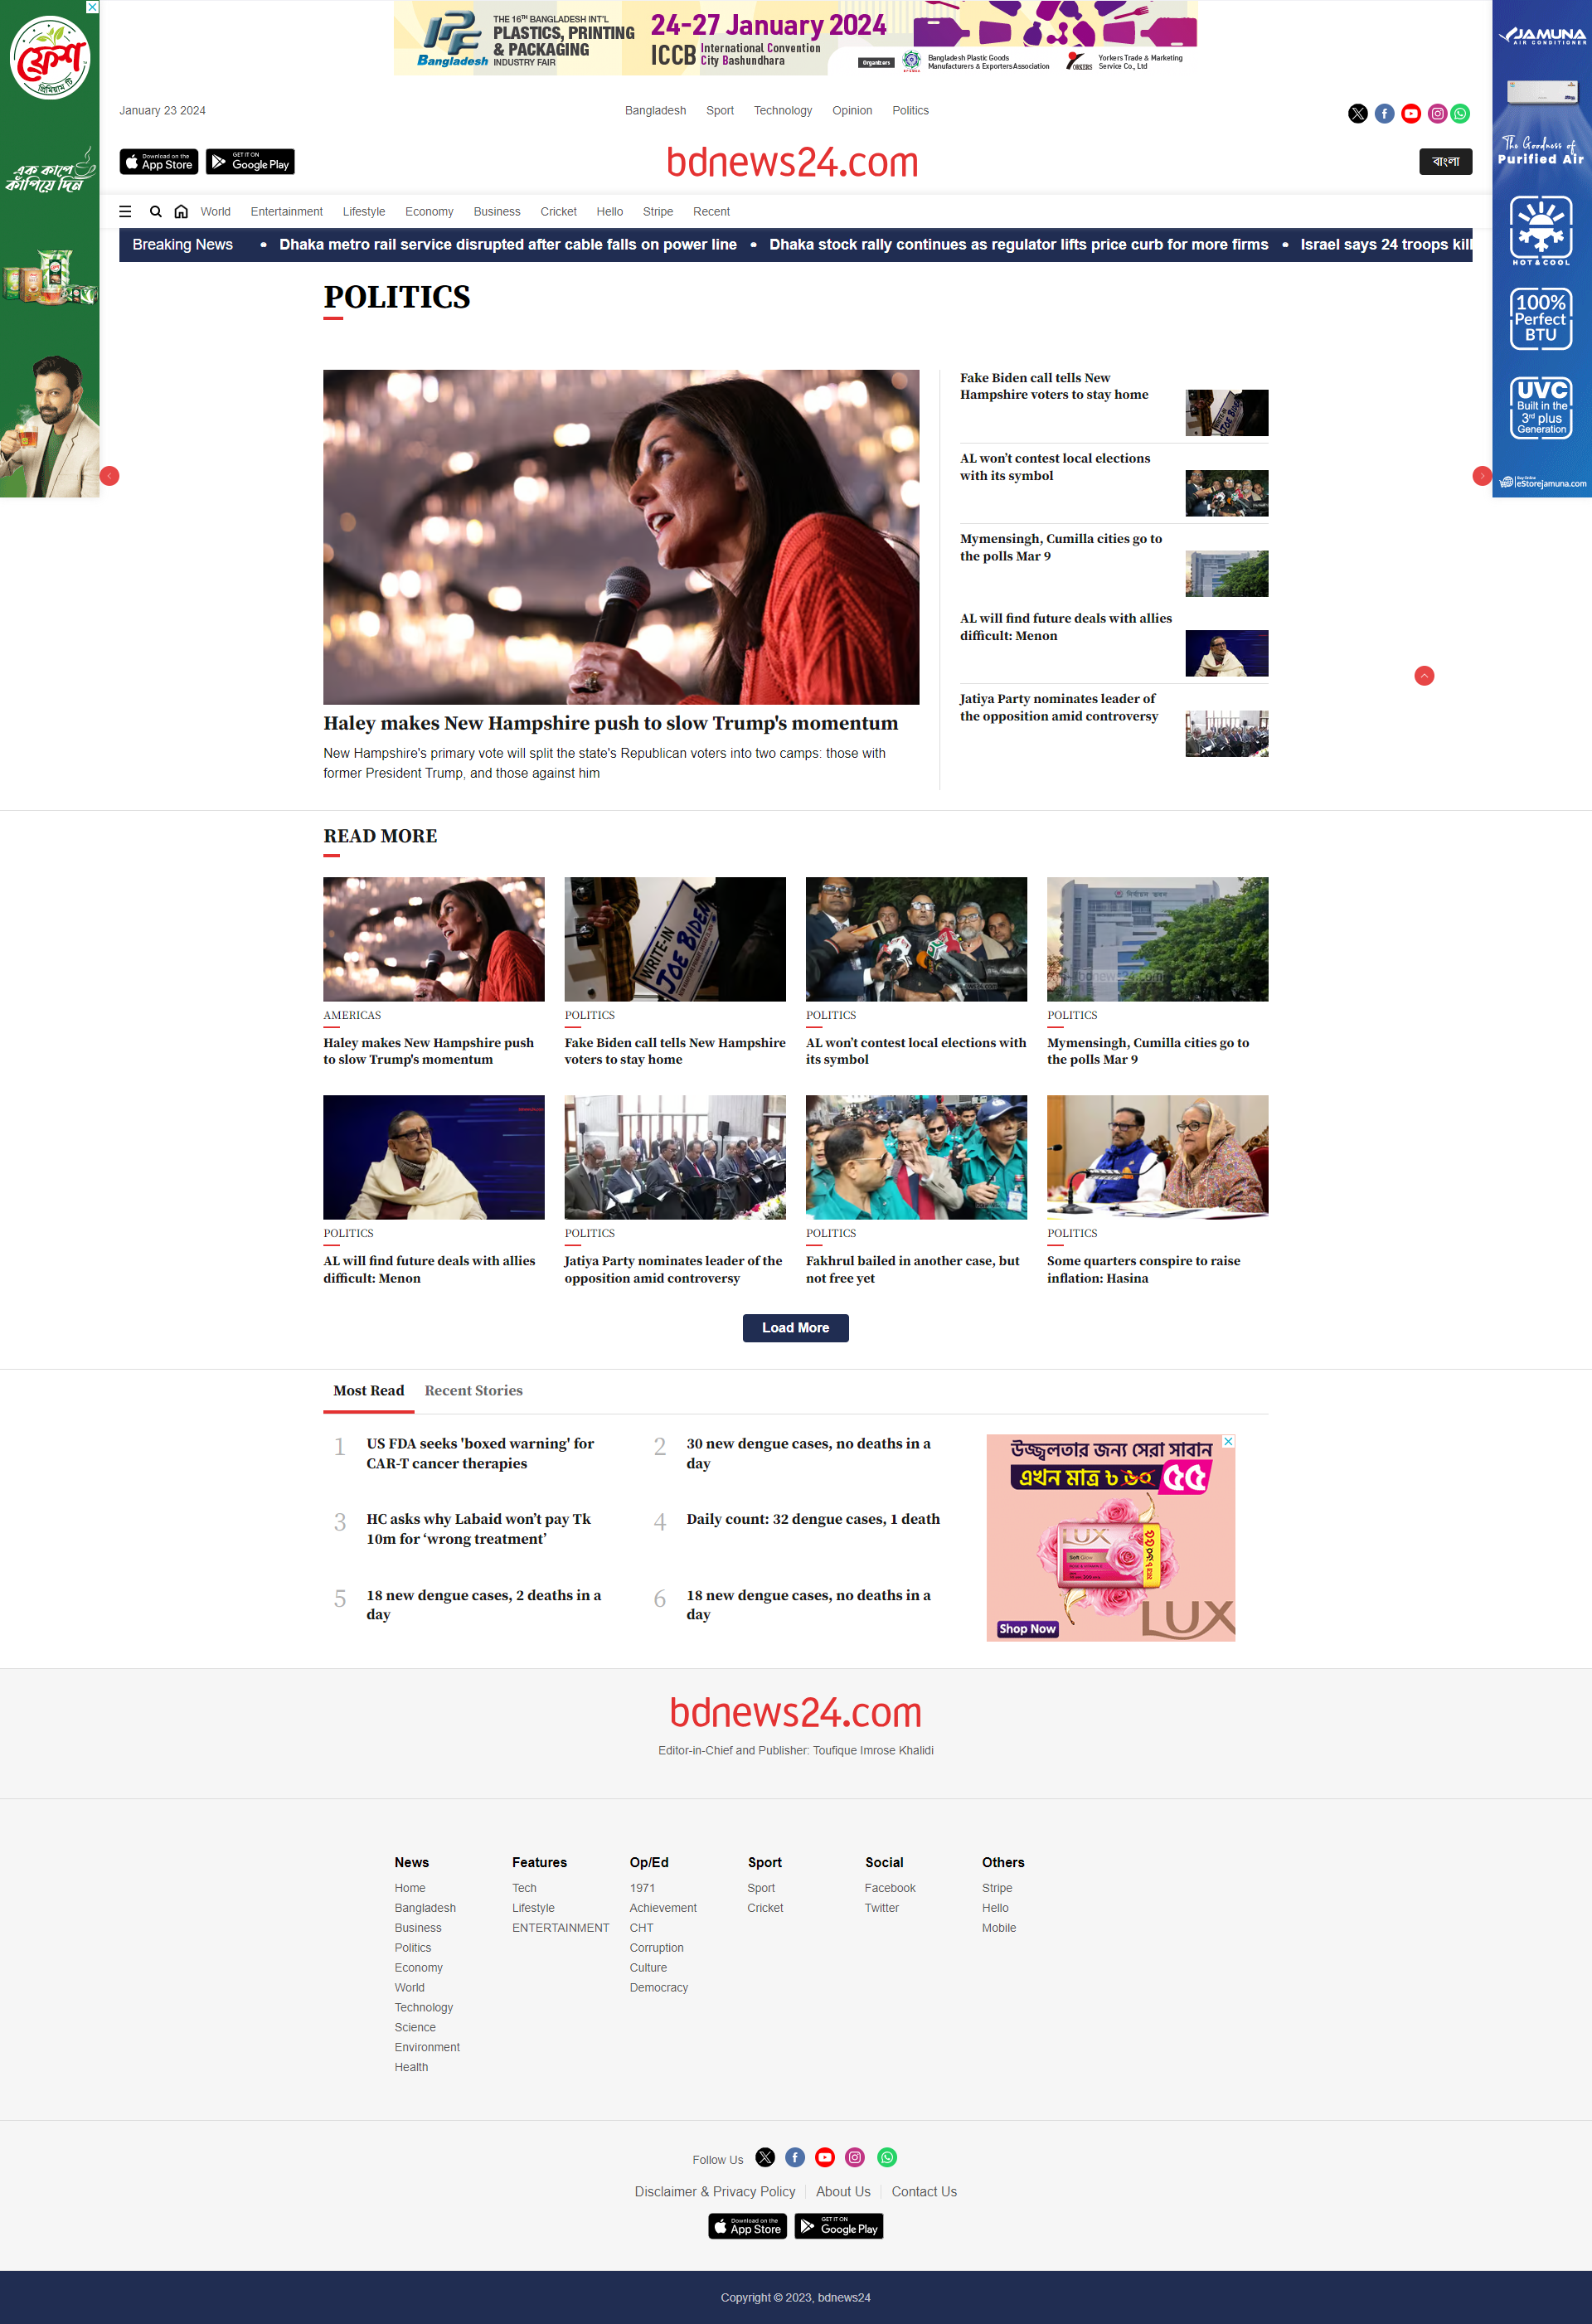 ফ্রেশ
প্রিমিয়াম টি
এক কাপে
কাঁপিয়ে দিন
IPF
Bangladesh
THE 16TH BANGLADESH INT'L
PLASTICS, PRINTING
& PACKAGING
INDUSTRY FAIR
24-27 January 2024
ICCB International Convention
City Bashundhara
Organizers
Bangladesh Plastic Goods
Manufacturers & Exporters Association
Yorkers Trade & Marketing
Service Co., Ltd
JAMUNA
AIR CONDITIONER
The Goodness of
Purified Air
HOT & COOL
100%
Perfect
BTU
UVC
Built in the
3rd plus
Generation
eStorejamuna.com
January 23 2024
Bangladesh Sport Technology Opinion Politics
Download on the
App Store
GET IT ON
Google Play
bdnews24.com
বাংলা
World Entertainment Lifestyle Economy Business Cricket Hello Stripe Recent
Breaking News • Dhaka metro rail service disrupted after cable falls on power line • Dhaka stock rally continues as regulator lifts price curb for more firms • Israel says 24 troops kill
POLITICS
Haley makes New Hampshire push to slow Trump's momentum
New Hampshire's primary vote will split the state's Republican voters into two camps: those with
former President Trump, and those against him
Fake Biden call tells New
Hampshire voters to stay home
AL won't contest local elections
with its symbol
Mymensingh, Cumilla cities go to
the polls Mar 9
AL will find future deals with allies
difficult: Menon
Jatiya Party nominates leader of
the opposition amid controversy
READ MORE
WRITE-IN
JOE BIDEN
নির্বাচন ভবন
bdnews24.com
AMERICAS
Haley makes New Hampshire push
to slow Trump's momentum
POLITICS
Fake Biden call tells New Hampshire
voters to stay home
POLITICS
AL won't contest local elections with
its symbol
POLITICS
Mymensingh, Cumilla cities go to
the polls Mar 9
POLITICS
AL will find future deals with allies
difficult: Menon
POLITICS
Jatiya Party nominates leader of the
opposition amid controversy
POLITICS
Fakhrul bailed in another case, but
not free yet
POLITICS
Some quarters conspire to raise
inflation: Hasina
Load More
Most Read Recent Stories
1 US FDA seeks 'boxed warning' for
CAR-T cancer therapies
2 30 new dengue cases, no deaths in a
day
3 HC asks why Labaid won't pay Tk
10m for ‘wrong treatment’
4 Daily count: 32 dengue cases, 1 death
5 18 new dengue cases, 2 deaths in a
day
6 18 new dengue cases, no deaths in a
day
উজ্জ্বলতার জন্য সেরা সাবান
এখন মাত্র ৳ ৬০ ৫৫
LUX
Soft Glow
LUX
Shop Now
bdnews24.com
Editor-in-Chief and Publisher: Toufique Imrose Khalidi
News
Home
Bangladesh
Business
Politics
Economy
World
Technology
Science
Environment
Health
Features
Tech
Lifestyle
ENTERTAINMENT
Op/Ed
1971
Achievement
CHT
Corruption
Culture
Democracy
Sport
Sport
Cricket
Social
Facebook
Twitter
Others
Stripe
Hello
Mobile
Follow Us
Disclaimer & Privacy Policy About Us Contact Us
Download on the
App Store
GET IT ON
Google Play
Copyright © 2023, bdnews24